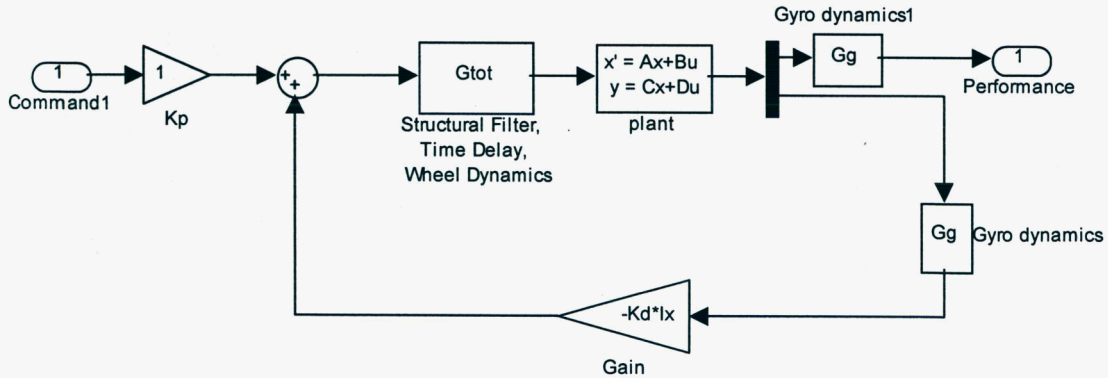 Gyro dynamics1
1
Command1
1
Kp
+
+
Gtot
Structural Filter,
Time Delay,
Wheel Dynamics
x' = Ax+Bu
y = Cx+Du
plant
Gg
1
Performance
Gg
Gyro dynamics
-Kd*Ix
Gain